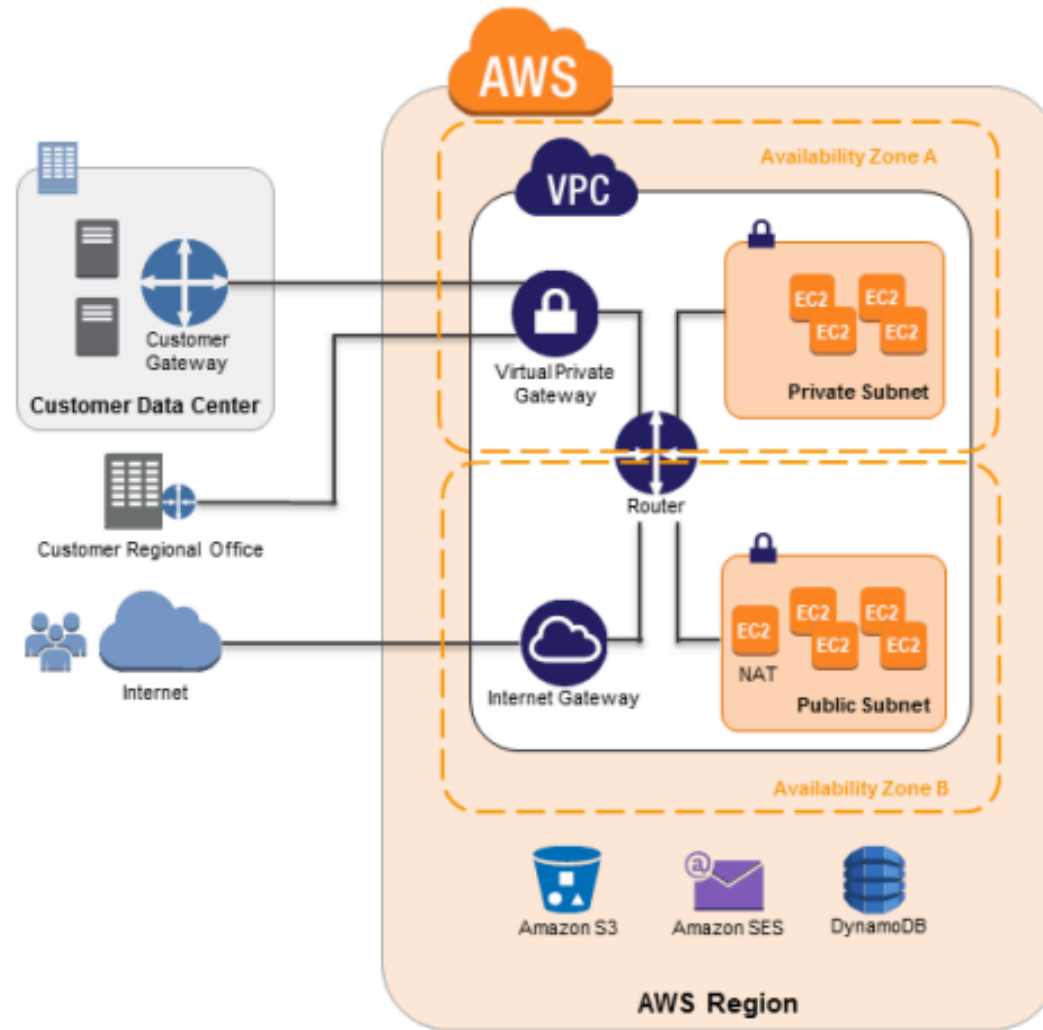 AWS
Availability Zone A
VPC
EC2 EC2
EC2 EC2
Customer
Gateway
Virtual Private
Gateway
Private Subnet
Customer Data Center
Router
Customer Regional Office
EC2 EC2 EC2
EC2 EC2
NAT
Internet
Internet Gateway
Public Subnet
Availability Zone B
@
Amazon S3
Amazon SES
DynamoDB
AWS Region